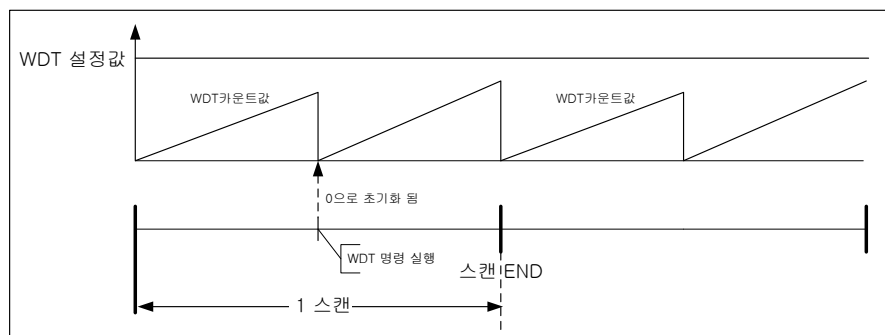 WDT 설정값
WDT카운트값
WDT카운트값
0으로 초기화 됨
WDT 명령 실행
스캔 END
1 스캔